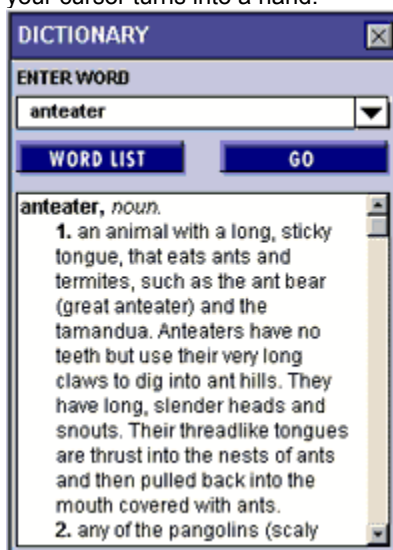 your cursor turns into a hand.
DICTIONARY
ENTER WORD
anteater
WORD LIST GO
anteater, noun.
1. an animal with a long, sticky
tongue, that eats ants and
termites, such as the ant bear
(great anteater) and the
tamandua. Anteaters have no
teeth but use their very long
claws to dig into ant hills. They
have long, slender heads and
snouts. Their threadlike tongues
are thrust into the nests of ants
and then pulled back into the
mouth covered with ants.
2. any of the pangolins (scaly